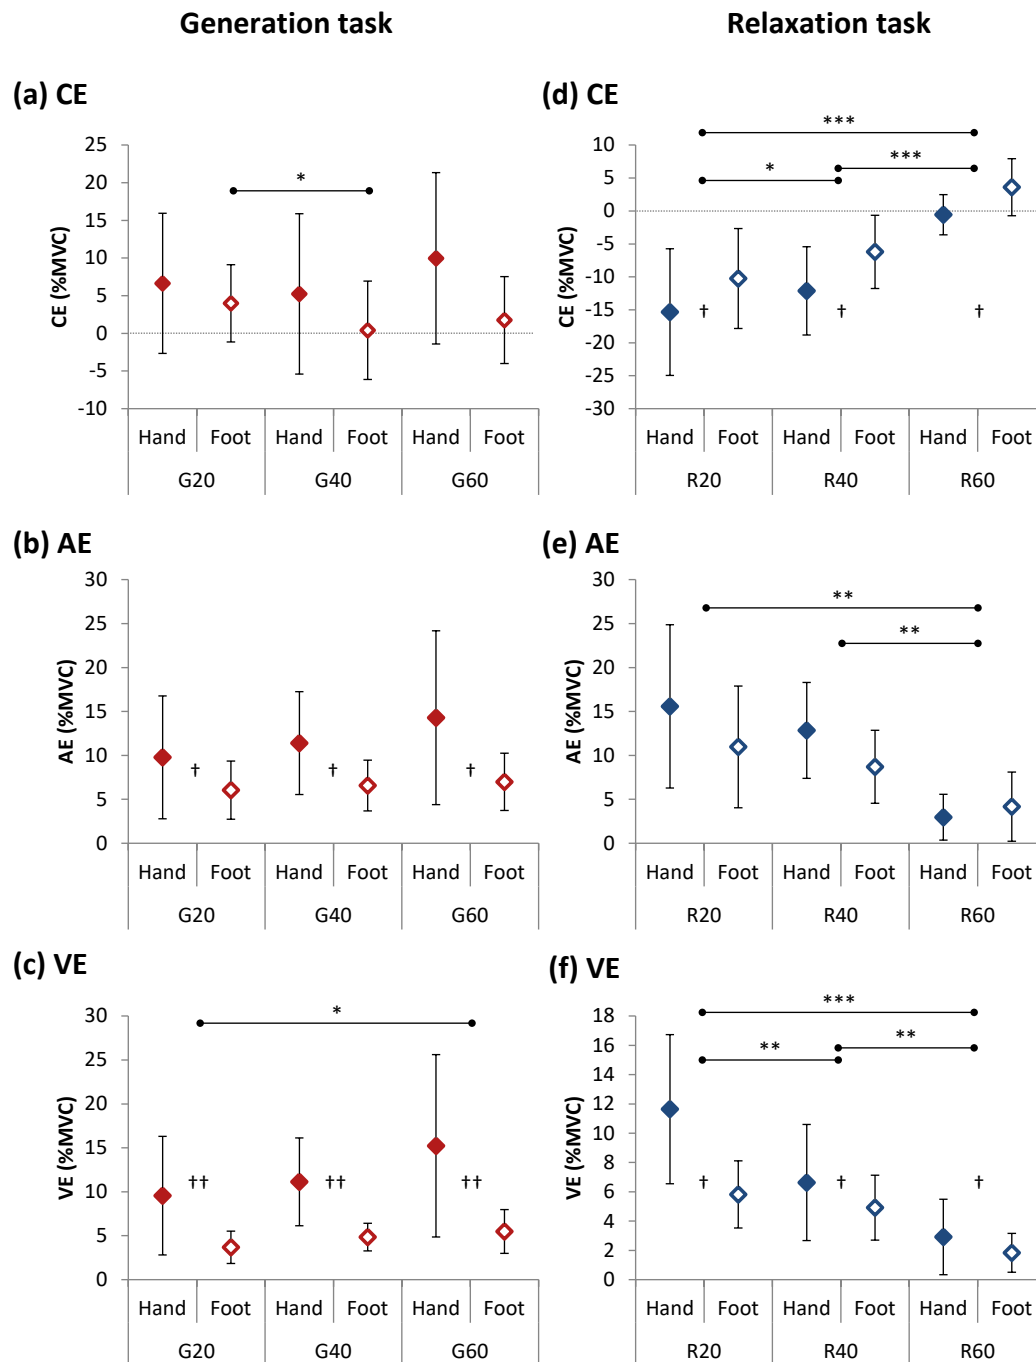 Generation task
Relaxation task
(a) CE
CE (%MVC)
25
20
15
10
5
0
-5
-10
*
Hand Foot Hand Foot Hand Foot
G20 G40 G60
(d) CE
CE (%MVC)
10
5
0
-5
-10
-15
-20
-25
-30
***
* ***
† † †
Hand Foot Hand Foot Hand Foot
R20 R40 R60
(b) AE
AE (%MVC)
30
25
20
15
10
5
0
† † †
Hand Foot Hand Foot Hand Foot
G20 G40 G60
(e) AE
AE (%MVC)
30
25
20
15
10
5
0
**
**
Hand Foot Hand Foot Hand Foot
R20 R40 R60
(c) VE
VE (%MVC)
30
25
20
15
10
5
0
*
†† †† ††
Hand Foot Hand Foot Hand Foot
G20 G40 G60
(f) VE
VE (%MVC)
18
16
14
12
10
8
6
4
2
0
***
** **
† † †
Hand Foot Hand Foot Hand Foot
R20 R40 R60